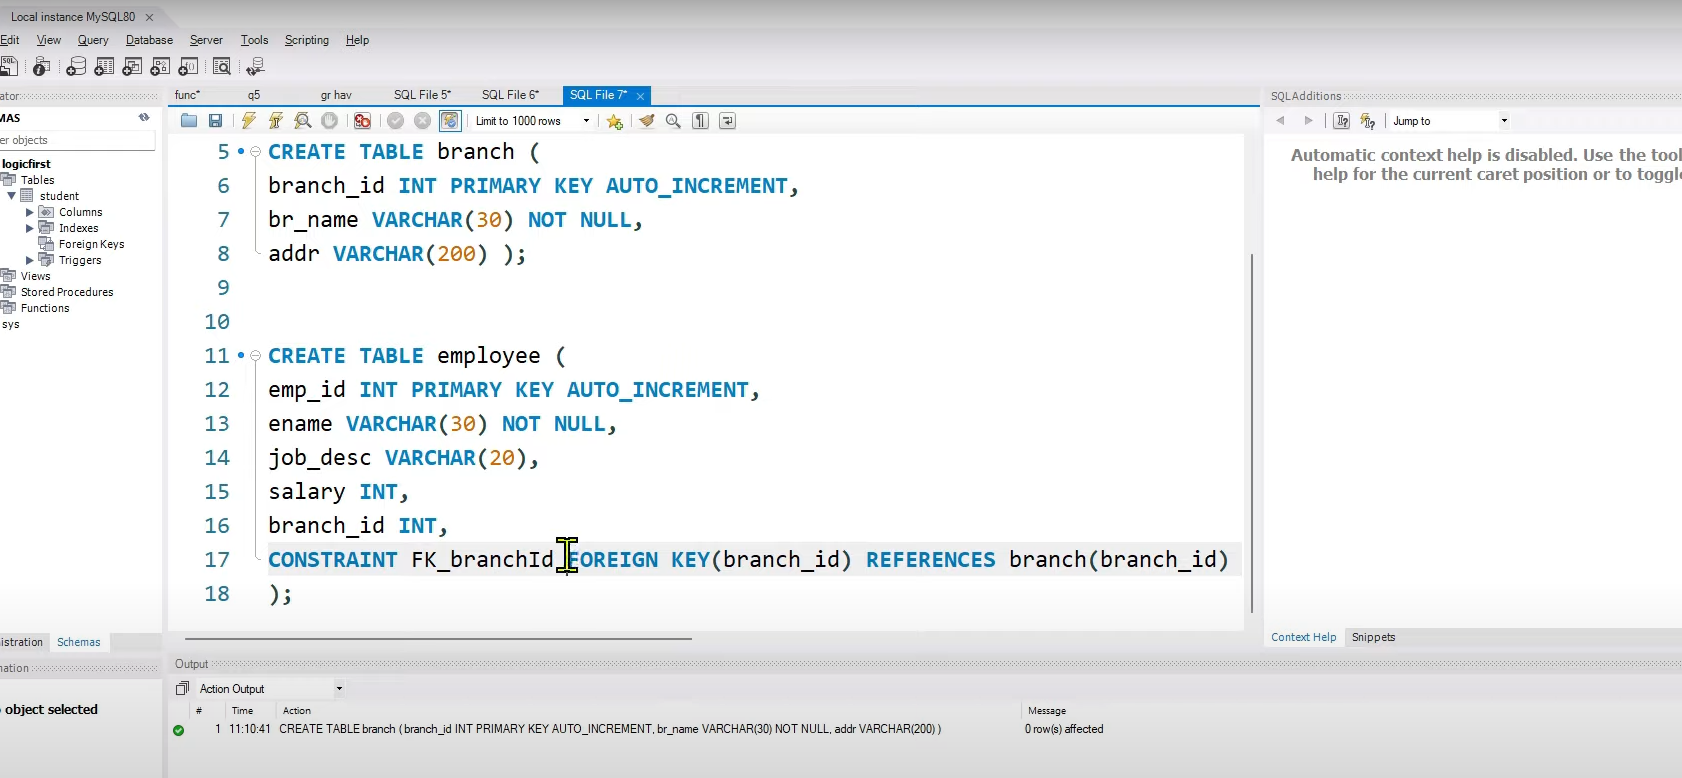 Local instance MySQL80
Edit View Query Database Server Tools Scripting Help
ator
MAS
er objects
logicfirst
Tables
student
Columns
Indexes
Foreign Keys
Triggers
Views
Stored Procedures
Functions
sys
istration Schemas
mation
object selected
func* q5 gr hav SQL File 5* SQL File 6* SQL File 7*
Limit to 1000 rows
5 CREATE TABLE branch (
6 branch_id INT PRIMARY KEY AUTO_INCREMENT,
7 br_name VARCHAR(30) NOT NULL,
8 addr VARCHAR(200) );
9
10
11 CREATE TABLE employee (
12 emp_id INT PRIMARY KEY AUTO_INCREMENT,
13 ename VARCHAR(30) NOT NULL,
14 job_desc VARCHAR(20),
15 salary INT,
16 branch_id INT,
17 CONSTRAINT FK_branchId FOREIGN KEY(branch_id) REFERENCES branch(branch_id)
18 );
SQLAdditions
Jump to
Automatic context help is disabled. Use the tool
help for the current caret position or to toggle
Context Help Snippets
Output
Action Output
# Time Action Message
1 11:10:41 CREATE TABLE branch ( branch_id INT PRIMARY KEY AUTO_INCREMENT, br_name VARCHAR(30) NOT NULL, addr VARCHAR(200) ) 0 row(s) affected